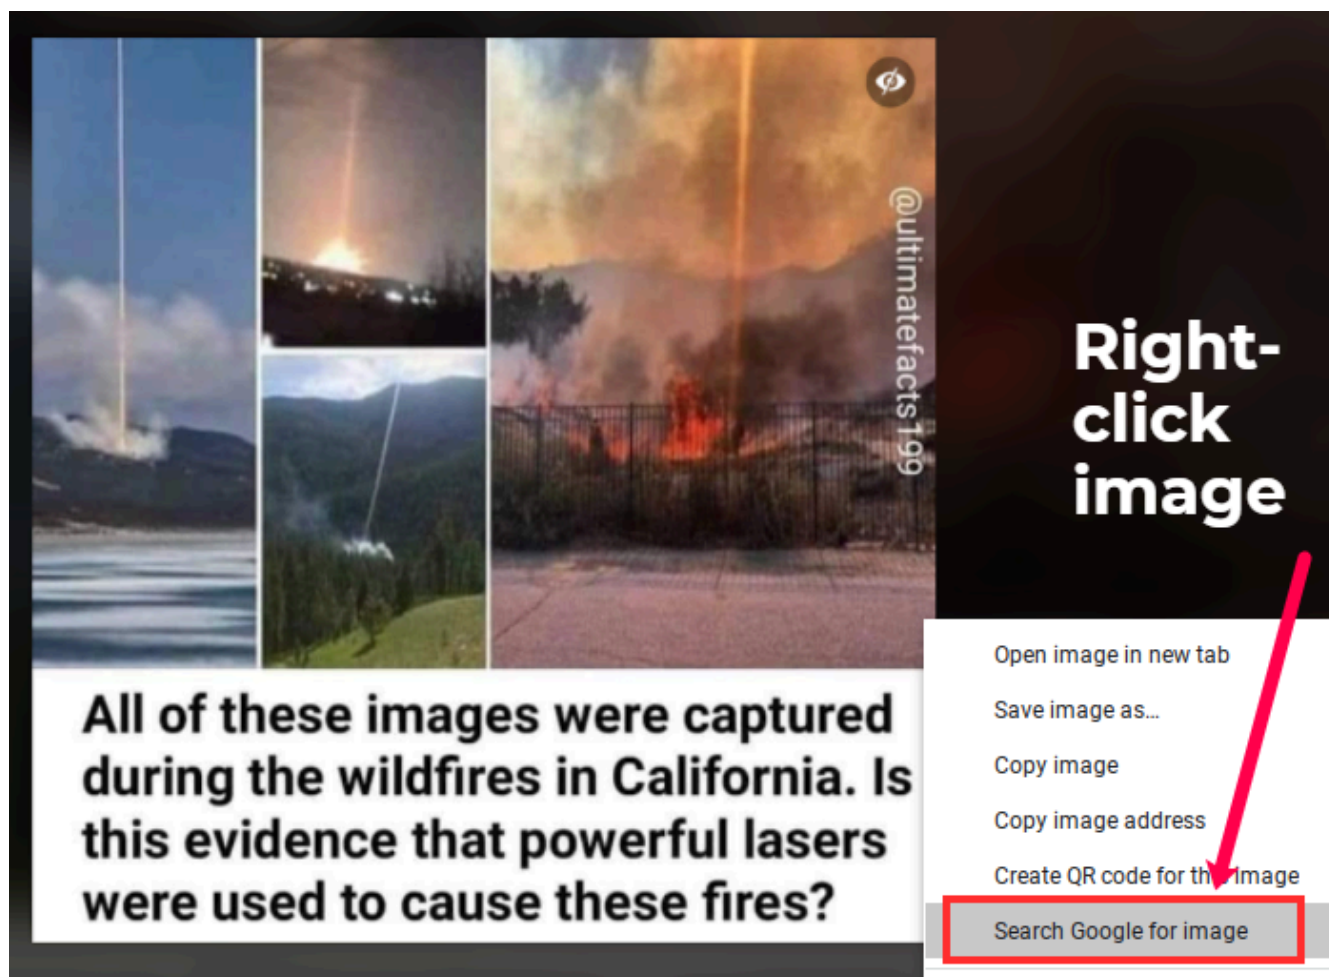 @ultimatefacts199
Right-
click
image
All of these images were captured
during the wildfires in California. Is
this evidence that powerful lasers
were used to cause these fires?
Open image in new tab
Save image as...
Copy image
Copy image address
Create QR code for this image
Search Google for image